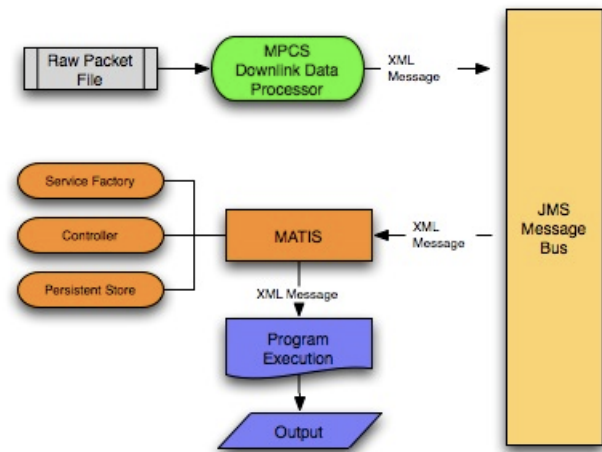 Raw Packet
File
MPCS
Downlink Data
Processor
XML
Message
Service Factory
Controller
Persistent Store
MATIS
XML
Message
JMS
Message
Bus
XML Message
Program
Execution
Output